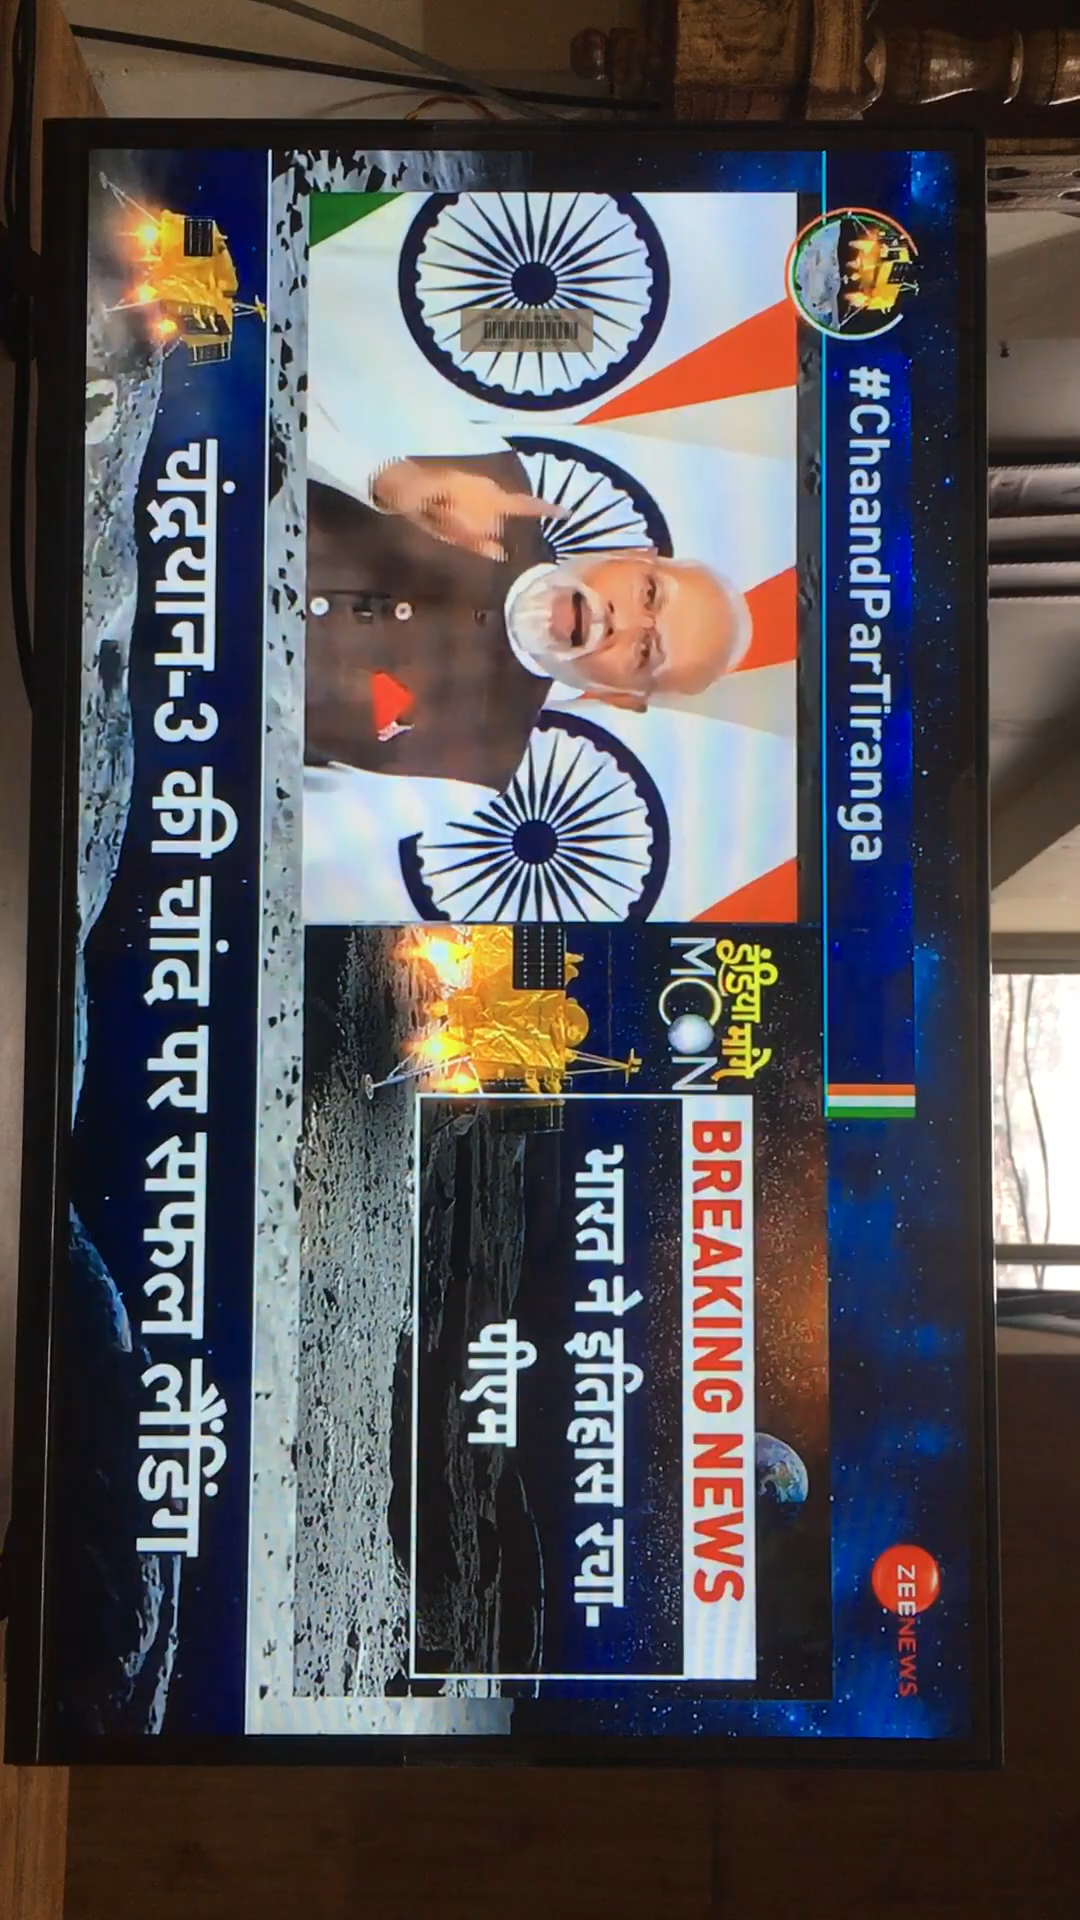 #ChaandParTiranga
ZEE NEWS
इंडिया मांगे
MOON
BREAKING NEWS
भारत ने इतिहास रचा-
पीएम
चंद्रयान-3 की चांद पर सफल लैंडिंग